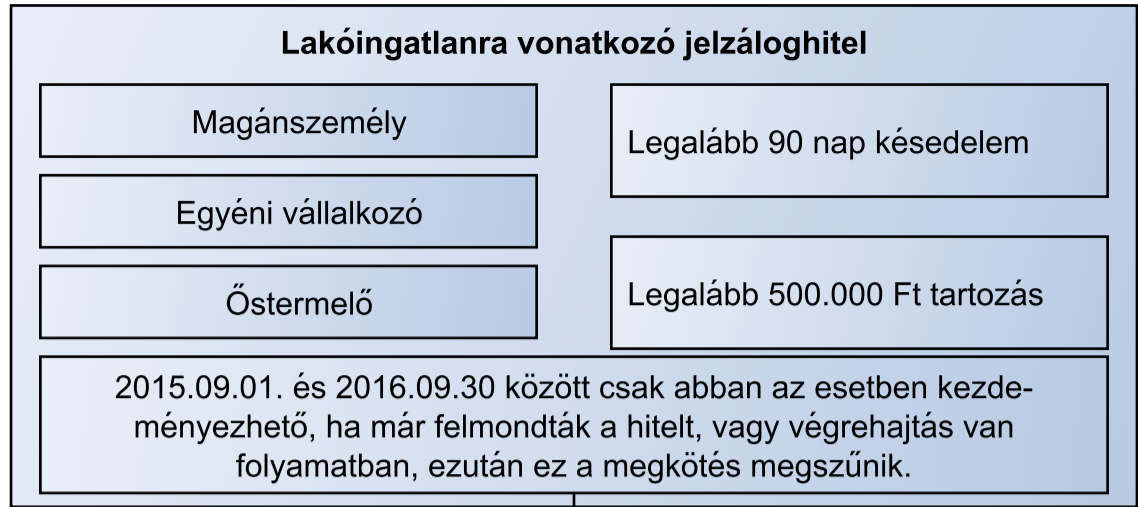 Lakóingatlanra vonatkozó jelzáloghitel
Magánszemély
Egyéni vállalkozó
Őstermelő
Legalább 90 nap késedelem
Legalább 500.000 Ft tartozás
2015.09.01. és 2016.09.30 között csak abban az esetben kezde-
ményezhető, ha már felmondták a hitelt, vagy végrehajtás van
folyamatban, ezután ez a megkötés megszűnik.